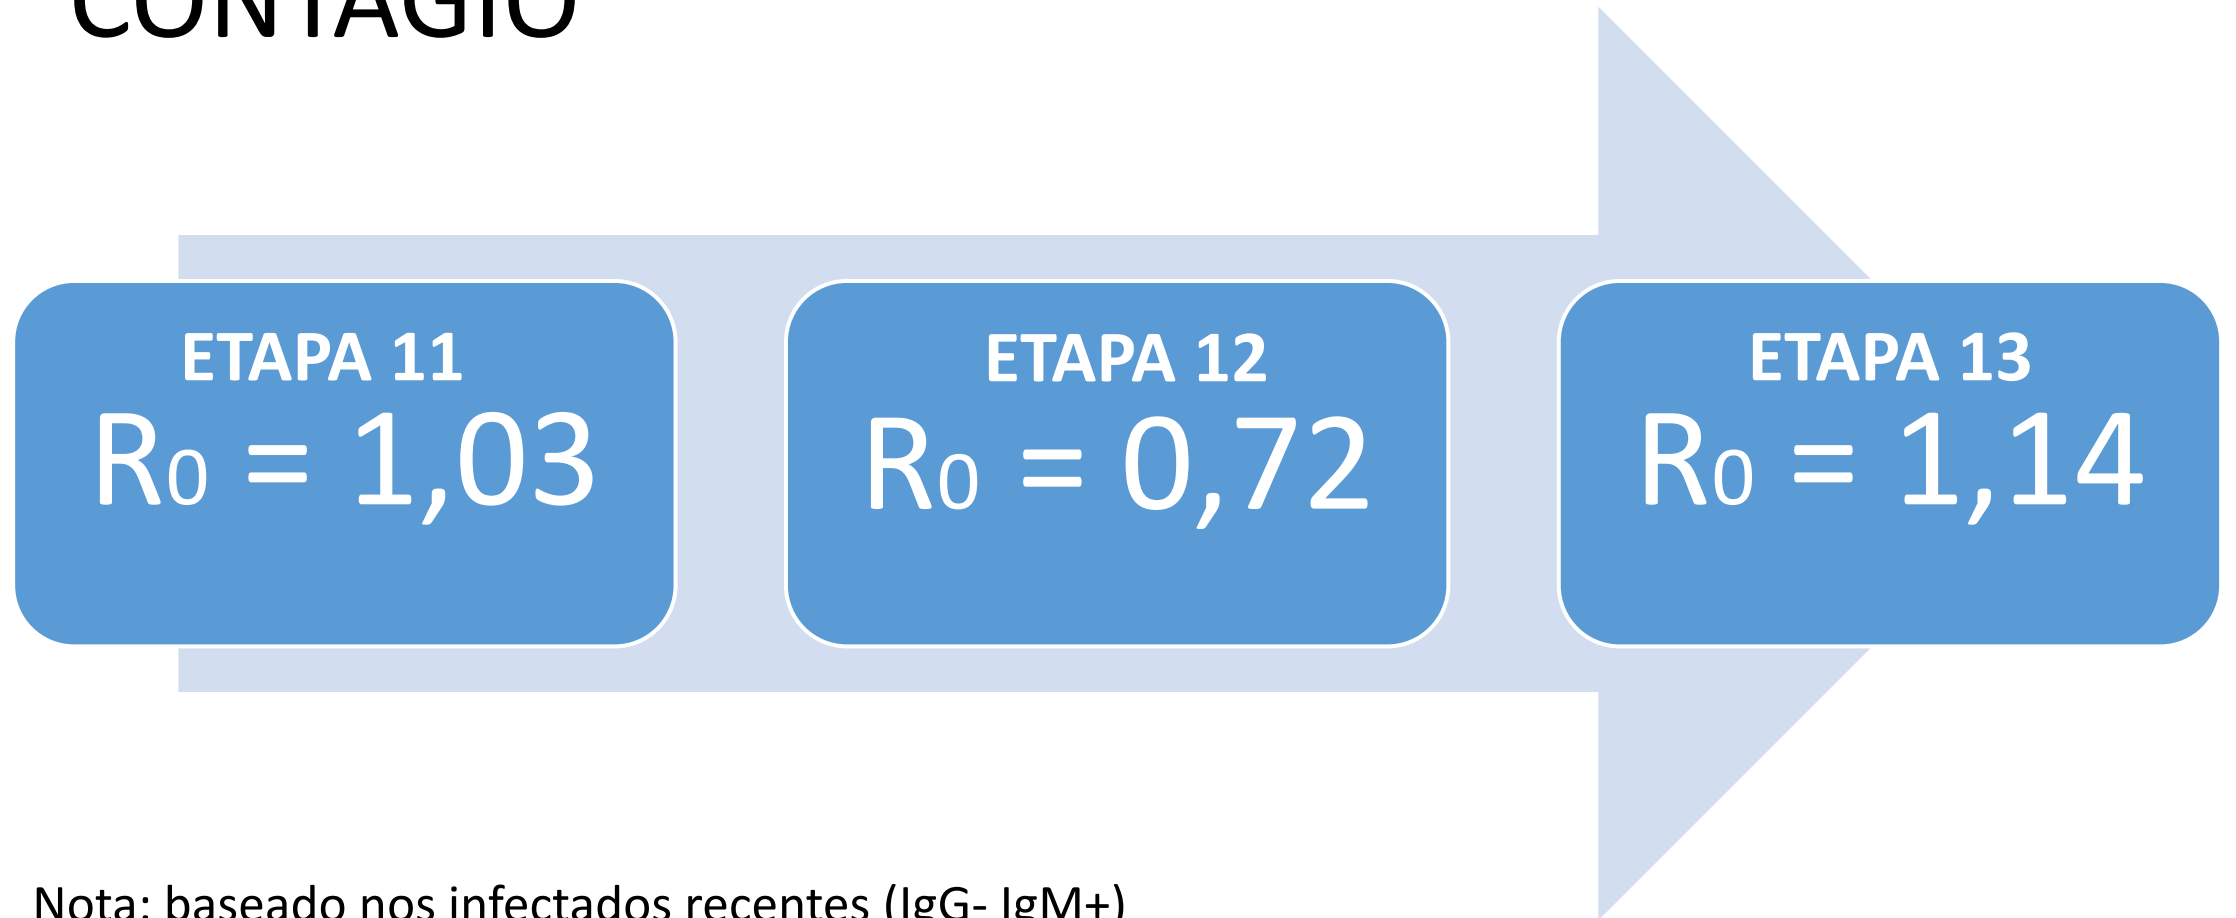 CONTÁGIO
ETAPA 11
R0 = 1,03
ETAPA 12
R0 = 0,72
ETAPA 13
R0 = 1,14
Nota: baseado nos infectados recentes (IgG- IgM+)